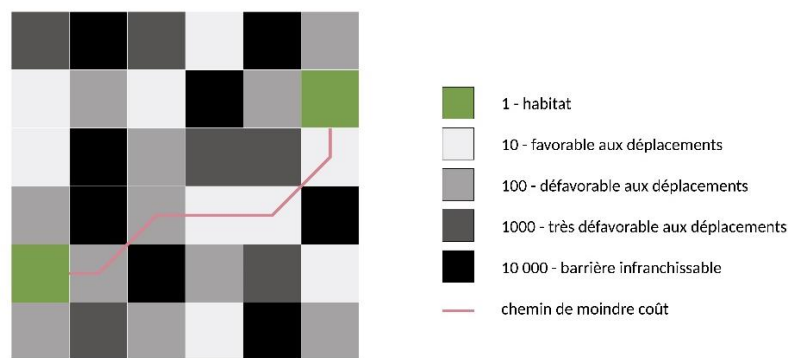 1 - habitat
10 - favorable aux déplacements
100 - défavorable aux déplacements
1000 - très défavorable aux déplacements
10 000 - barrière infranchissable
chemin de moindre coût